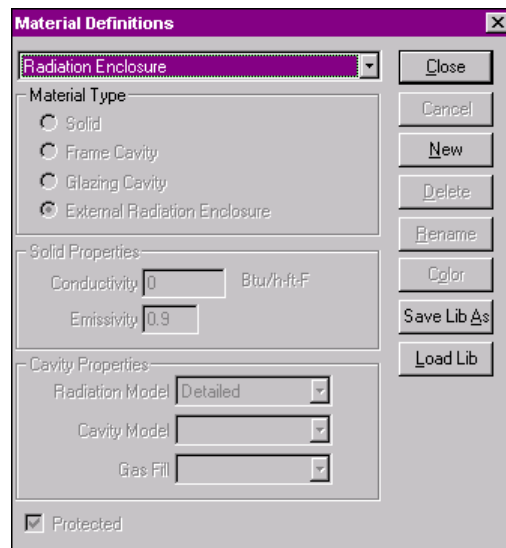 Material Definitions
Radiation Enclosure
Close
Material Type
Cancel
Solid
Frame Cavity
New
Glazing Cavity
Delete
External Radiation Enclosure
Rename
Solid Properties
Conductivity 0 Btu/h-ft-F
Color
Emissivity 0.9
Save Lib As
Cavity Properties
Load Lib
Radiation Model Detailed
Cavity Model
Gas Fill
Protected